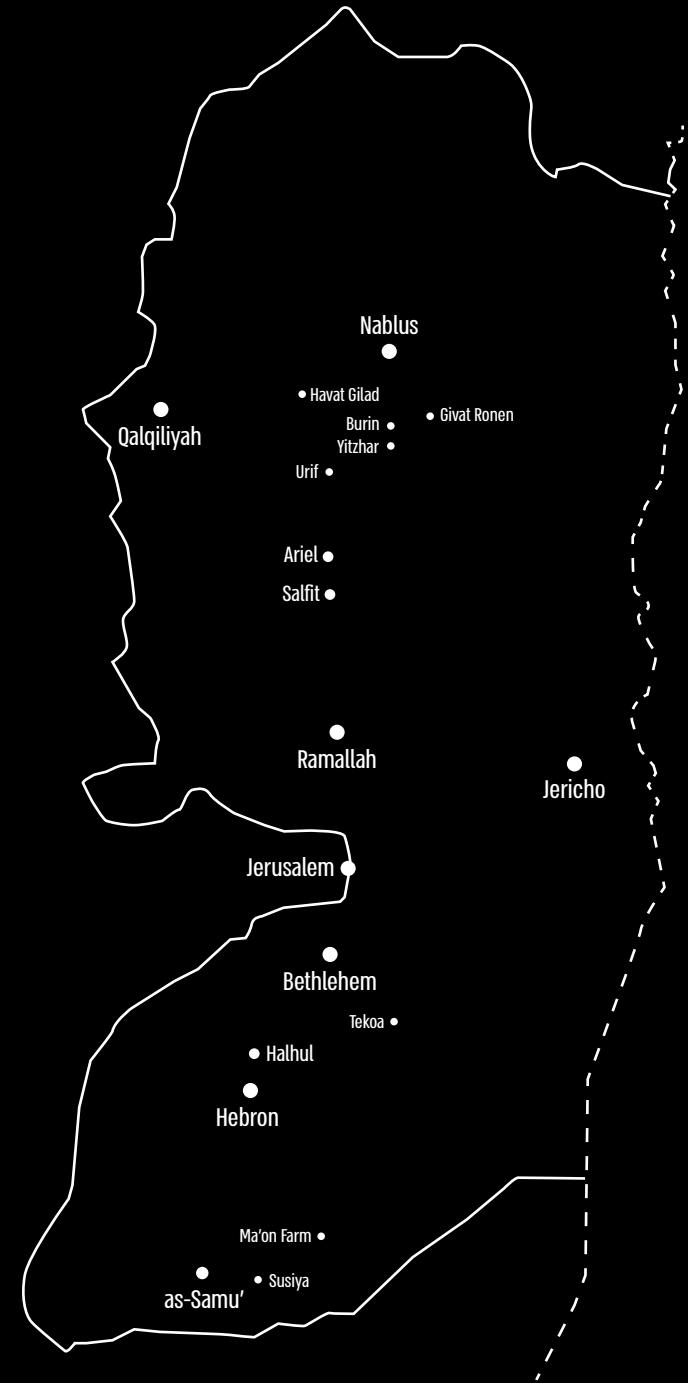 Nablus
Havat Gilad
Givat Ronen
Qalqiliyah
Burin
Yitzhar
Urif
Ariel
Salfit
Ramallah
Jericho
Jerusalem
Bethlehem
Tekoa
Halhul
Hebron
Ma'on Farm
Susiya
as-Samu'